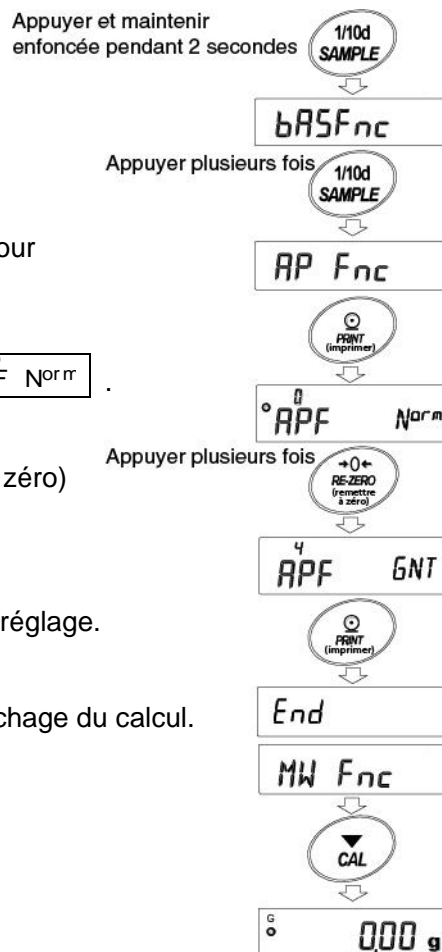 Appuyer et maintenir
enfoncée pendant 2 secondes
1/10d
SAMPLE
bASFnc
Appuyer plusieurs fois
1/10d
SAMPLE
AP Fnc
PRINT
(imprimer)
Norm .
0
APF Norm
Appuyer plusieurs fois
→0←
RE-ZERO
(remettre
à zéro)
zéro)
4
APF GNT
réglage.
PRINT
(imprimer)
chage du calcul.
End
MW Fnc
CAL
G
0.00 g